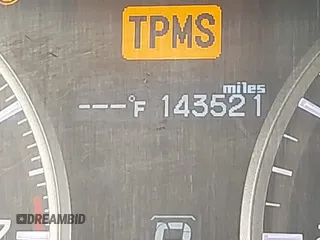 TPMS
miles
---°F 143521
DREAMBID